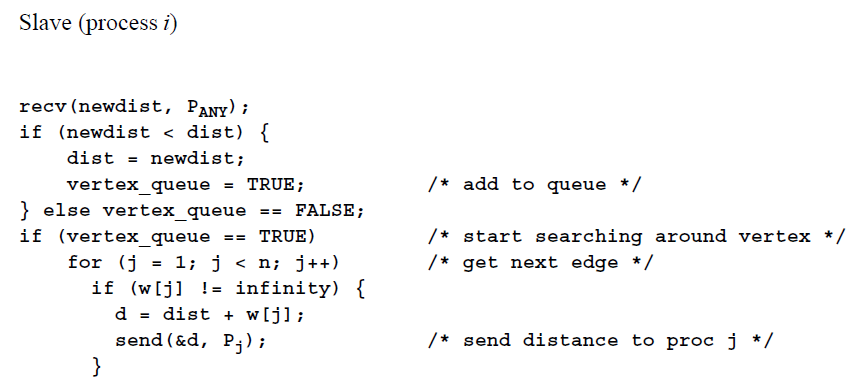 Slave (process i)
recv(newdist, PANY);
if (newdist < dist) {
    dist = newdist;
    vertex_queue = TRUE;          /* add to queue */
} else vertex_queue == FALSE;
if (vertex_queue == TRUE)         /* start searching around vertex */
    for (j = 1; j < n; j++)       /* get next edge */
      if (w[j] != infinity) {
        d = dist + w[j];
        send(&d, Pj);             /* send distance to proc j */
      }